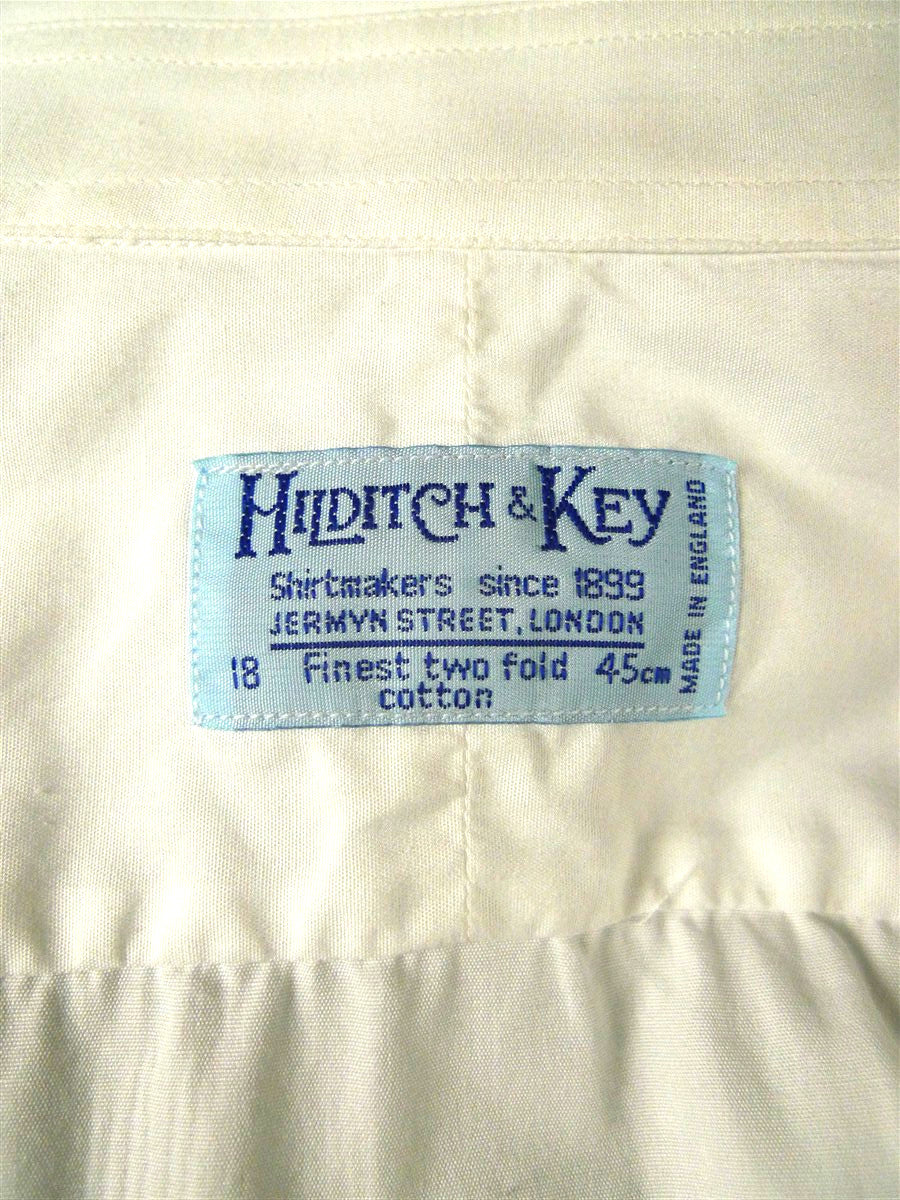 HILDITCH & KEY
Shirtmakers since 1899
JERMYN STREET, LONDON
18 Finest two fold 45cm
cotton
MADE IN ENGLAND